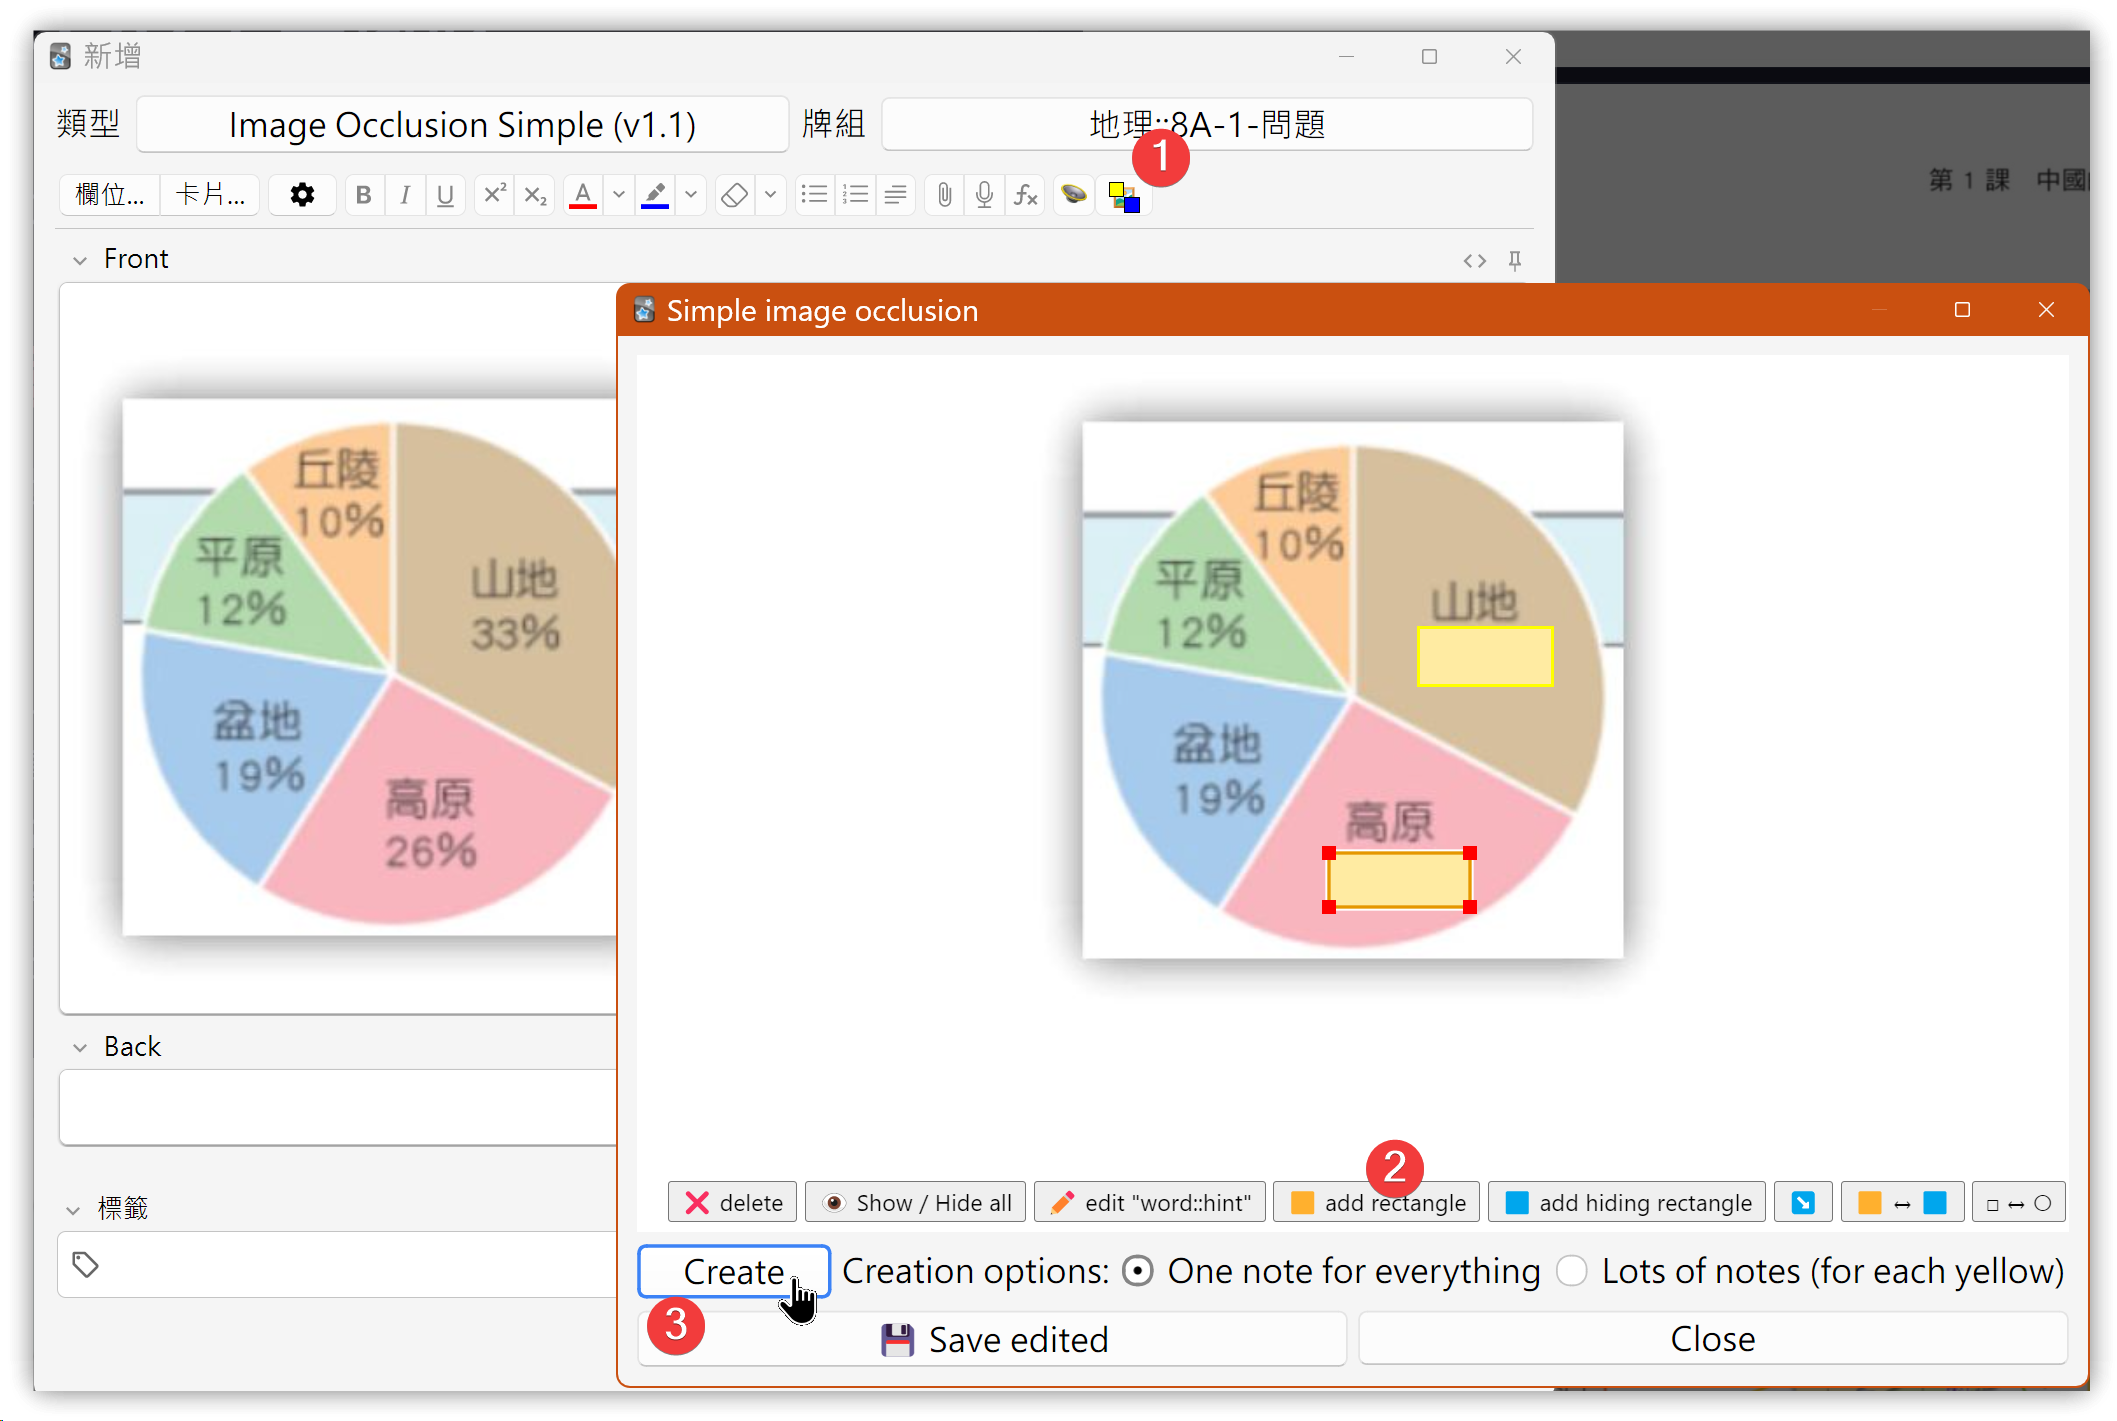 新增
類型 Image Occlusion Simple (v1.1) 牌組 地理::8A-1-問題
1
欄位... 卡片... B I U x² x₂ A fx
第 1 課 中國
Front
丘陵
10%
平原
12%
山地
33%
盆地
19%
高原
26%
Back
標籤
Simple image occlusion
丘陵
10%
平原
12%
山地
盆地
19%
高原
2
delete Show / Hide all edit "word::hint" add rectangle add hiding rectangle
Create Creation options: One note for everything Lots of notes (for each yellow)
3
Save edited Close